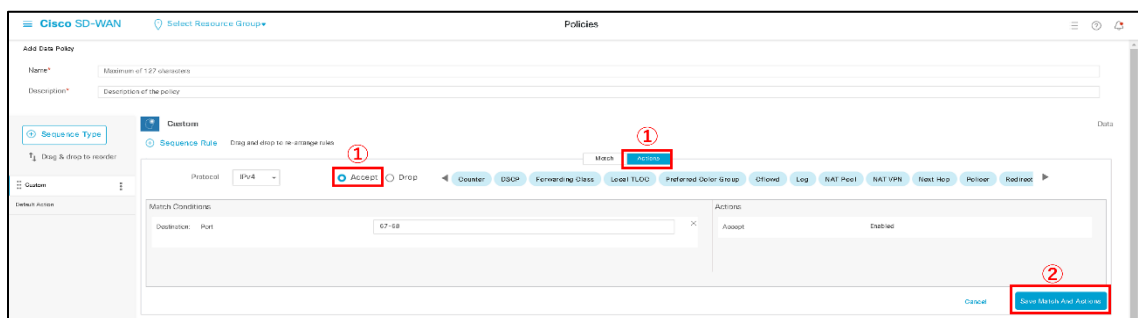 Cisco SD-WAN Select Resource Group Policies
Add Data Policy
Name* Maximum of 127 characters
Description* Description of the policy
Custom Data
Sequence Type
Sequence Rule Drag and drop to re-arrange rules
① ①
Drag & drop to reorder
Match Actions
Protocol IPv4 Accept Drop Counter DSCP Forwarding Class Local TLOC Preferred Color Group Cflowd Log NAT Pool NAT VPN Next Hop Policer Redirect
Custom
Default Action
Match Conditions Actions
Destination: Port 67-68 Accept Enabled
②
Cancel Save Match And Actions